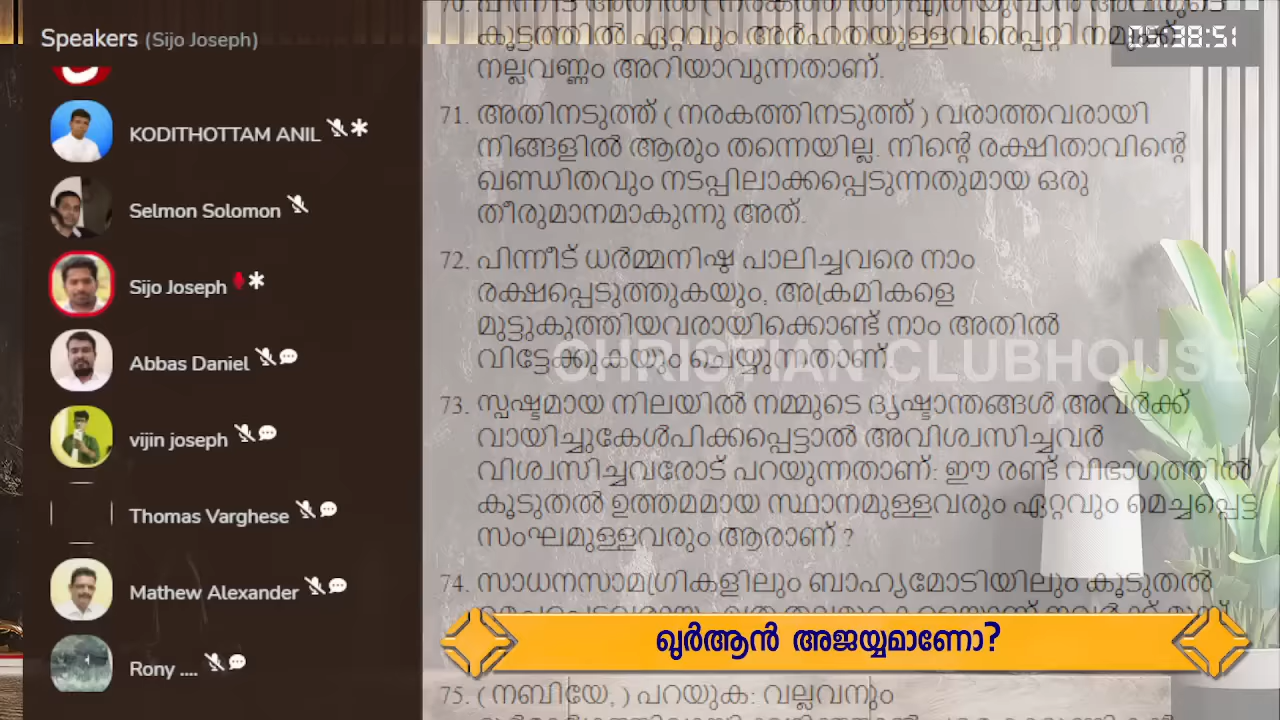 Speakers (Sijo Joseph)
KODITHOTTAM ANIL
Selmon Solomon
Sijo Joseph
Abbas Daniel
vijin joseph
Thomas Varghese
Mathew Alexander
Rony ....
:38:51
70. പിന്നീട് അതിൽ ( നരകത്തിൽ ) എരിയുവാൻ അവരുടെ
കൂട്ടത്തിൽ ഏറ്റവും അർഹതയുള്ളവരെപ്പറ്റി നമുക്ക്
നല്ലവണ്ണം അറിയാവുന്നതാണ്.
71. അതിനടുത്ത് ( നരകത്തിനടുത്ത് ) വരാത്തവരായി
നിങ്ങളിൽ ആരും തന്നെയില്ല. നിന്റെ രക്ഷിതാവിന്റെ
ഖണ്ഡിതവും നടപ്പിലാക്കപ്പെടുന്നതുമായ ഒരു
തീരുമാനമാകുന്നു അത്.
72. പിന്നീട് ധർമ്മനിഷ്ഠ പാലിച്ചവരെ നാം
രക്ഷപ്പെടുത്തുകയും, അക്രമികളെ
മുട്ടുകുത്തിയവരായിക്കൊണ്ട് നാം അതിൽ
വിട്ടേക്കുകയും ചെയ്യുന്നതാണ്.
CHRISTIAN CLUBHOUSE
73. സ്പഷ്ടമായ നിലയിൽ നമ്മുടെ ദൃഷ്ടാന്തങ്ങൾ അവർക്ക്
വായിച്ചുകേൾപിക്കപ്പെട്ടാൽ അവിശ്വസിച്ചവർ
വിശ്വസിച്ചവരോട് പറയുന്നതാണ്: ഈ രണ്ട് വിഭാഗത്തിൽ
കൂടുതൽ ഉത്തമമായ സ്ഥാനമുള്ളവരും ഏറ്റവും മെച്ചപ്പെട്ട
സംഘമുള്ളവരും ആരാണ് ?
74. സാധനസാമഗ്രികളിലും ബാഹ്യമോടിയിലും കൂടുതൽ
ഖുർആൻ അജയ്യമാണോ?
75. ( നബിയേ, ) പറയുക: വല്ലവനും